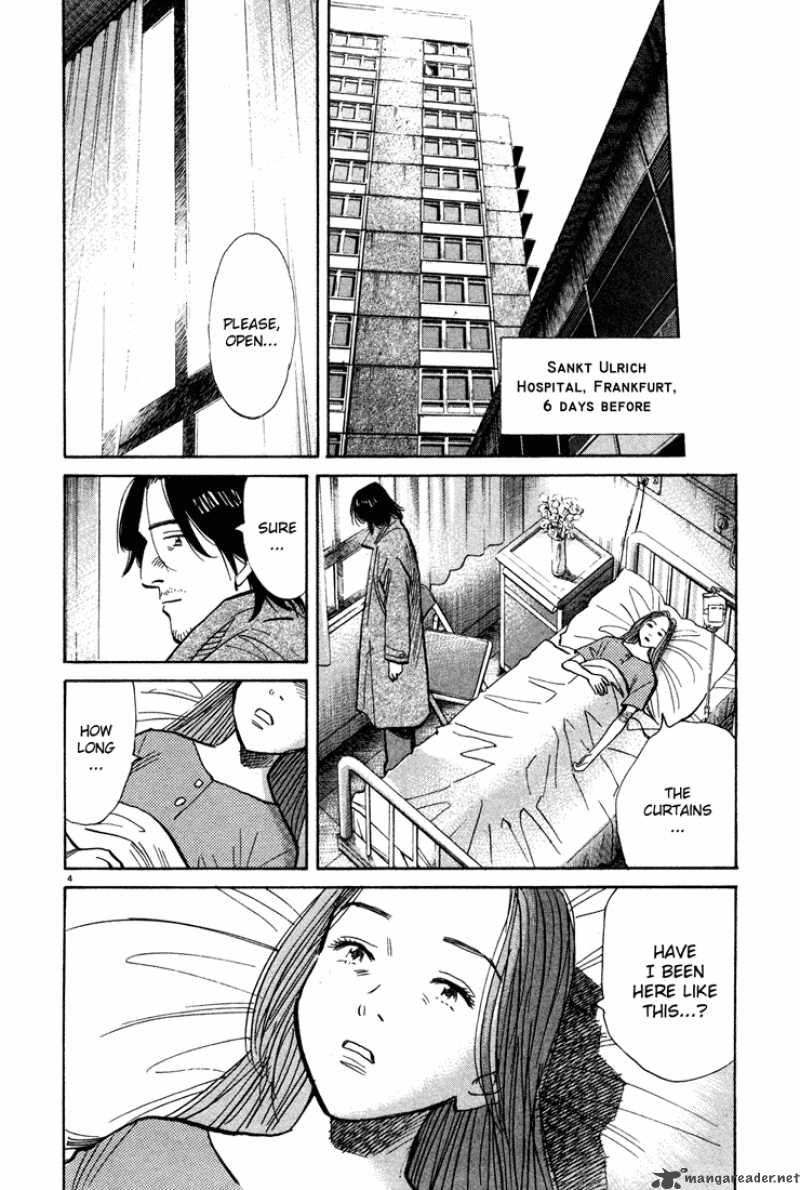 SANKT ULRICH
HOSPITAL, FRANKFURT,
6 DAYS BEFORE
PLEASE,
OPEN...
THE
CURTAINS
...
SURE
...
HOW
LONG
...
4
HAVE
I BEEN
HERE LIKE
THIS...?
mangareader.net